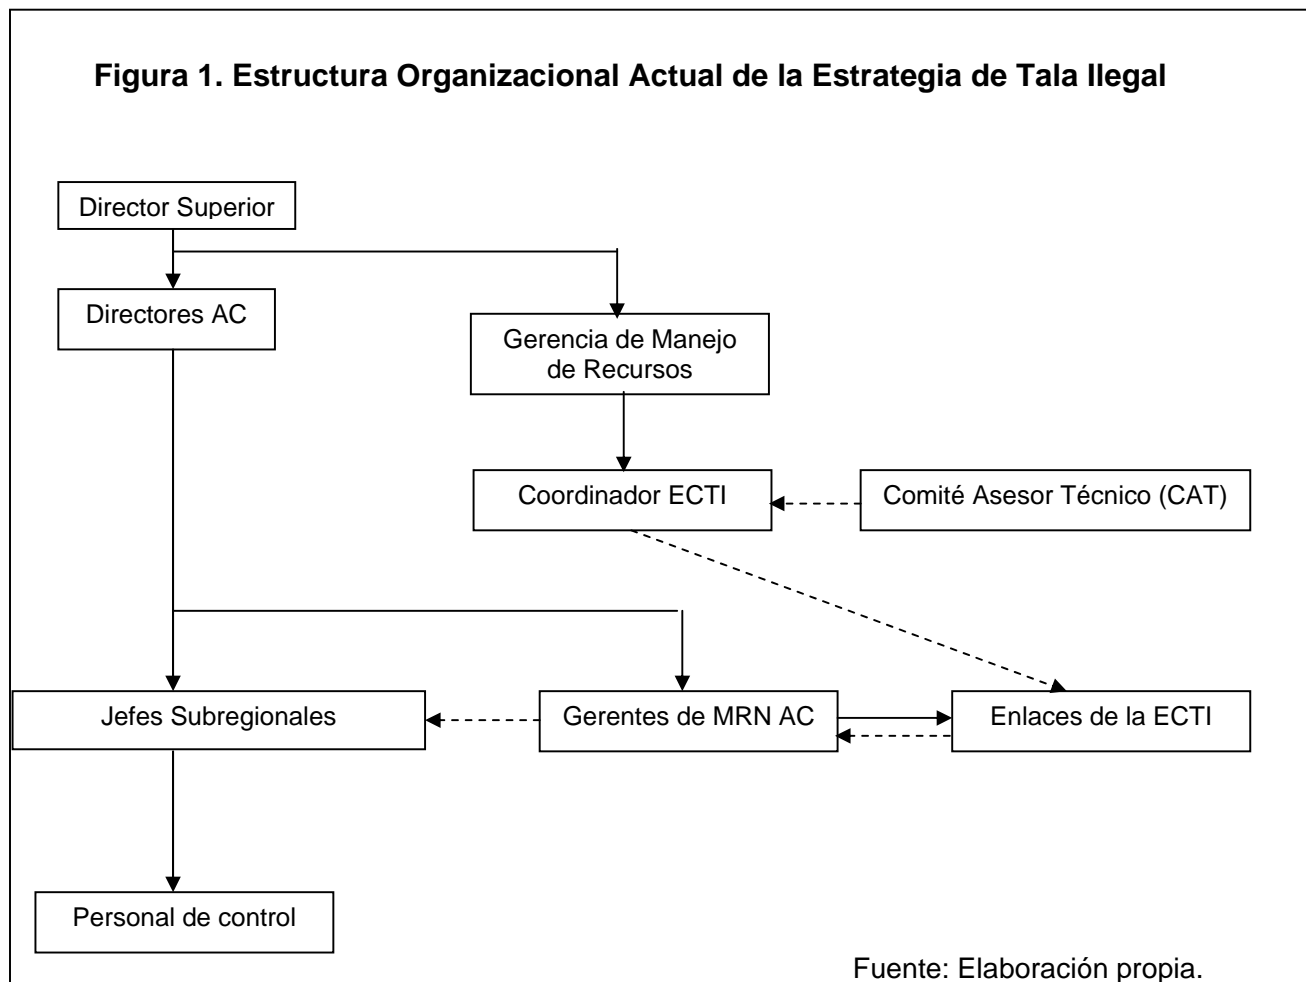 Figura 1. Estructura Organizacional Actual de la Estrategia de Tala Ilegal
Director Superior
Directores AC
Gerencia de Manejo
de Recursos
Coordinador ECTI
Comité Asesor Técnico (CAT)
Jefes Subregionales
Gerentes de MRN AC
Enlaces de la ECTI
Personal de control
Fuente: Elaboración propia.